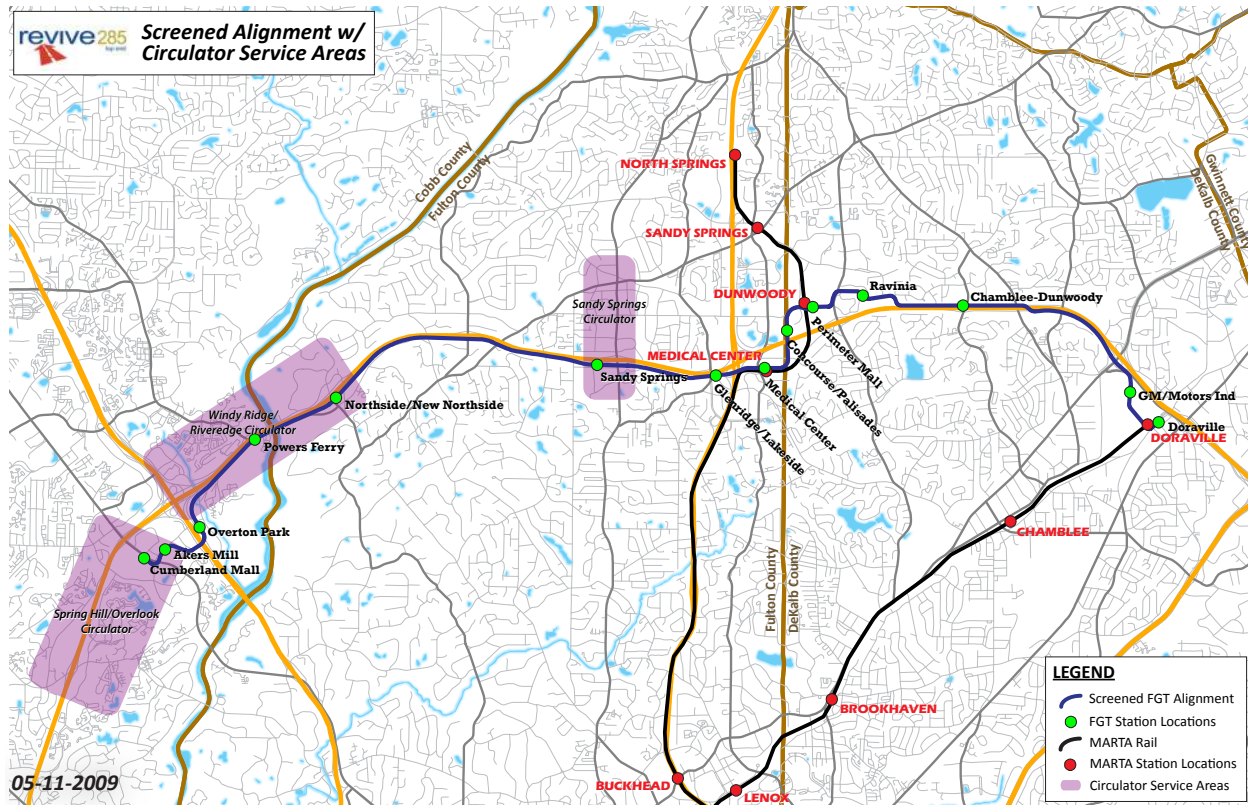 revive285
top end
Screened Alignment w/
Circulator Service Areas
Cobb County
Fulton County
Gwinnett County
DeKalb County
NORTH SPRINGS
SANDY SPRINGS
DUNWOODY
Ravinia
Chamblee-Dunwoody
Sandy Springs
Circulator
Perimeter Mall
MEDICAL CENTER
Concourse/Palisades
Sandy Springs
Medical Center
Glenridge/Lakeside
Northside/New Northside
GM/Motors Ind
Windy Ridge/
Riveredge Circulator
Powers Ferry
Doraville
DORAVILLE
Overton Park
CHAMBLEE
Akers Mill
Cumberland Mall
Fulton County
DeKalb County
Spring Hill/Overlook
Circulator
BROOKHAVEN
BUCKHEAD
LENOX
LEGEND
Screened FGT Alignment
FGT Station Locations
MARTA Rail
MARTA Station Locations
Circulator Service Areas
05-11-2009